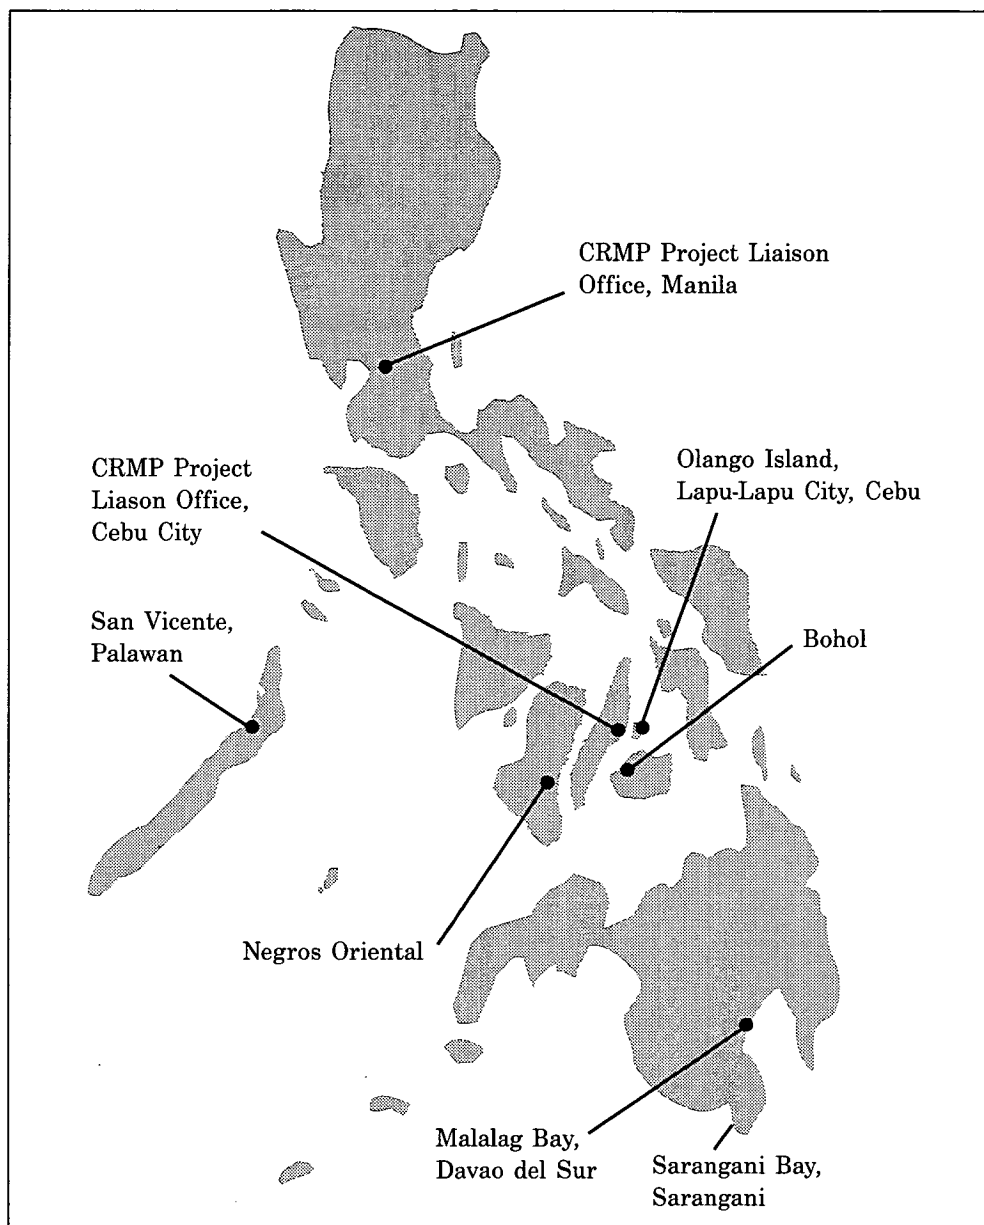 CRMP Project Liaison
Office, Manila
CRMP Project
Liason Office,
Cebu City
Olango Island,
Lapu-Lapu City, Cebu
San Vicente,
Palawan
Bohol
Negros Oriental
Malalag Bay,
Davao del Sur
Sarangani Bay,
Sarangani